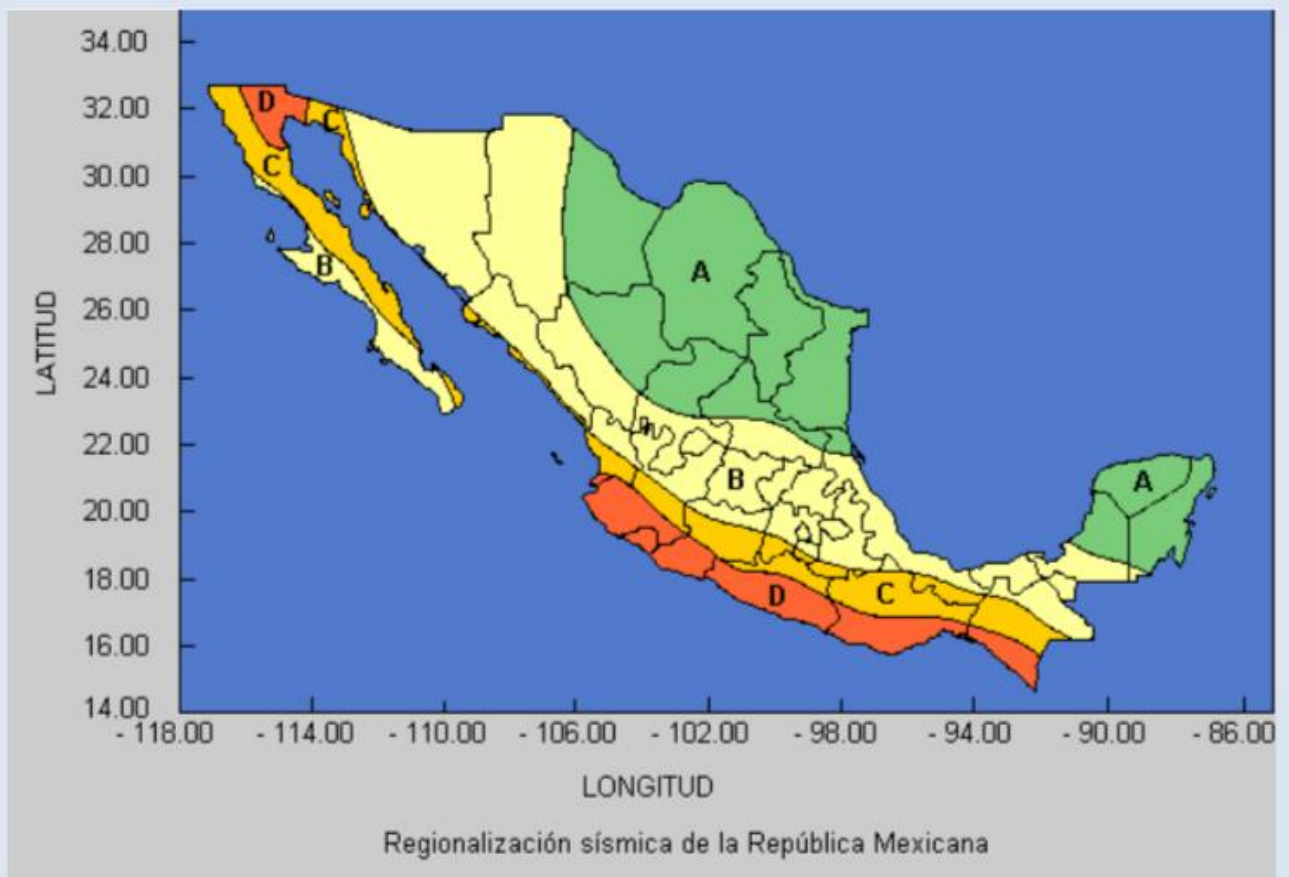 34.00
32.00
30.00
28.00
26.00
24.00
22.00
20.00
18.00
16.00
14.00
LATITUD
D
C
C
B
A
B
A
D
C
- 118.00 - 114.00 - 110.00 - 106.00 - 102.00 - 98.00 - 94.00 - 90.00 - 86.00
LONGITUD
Regionalización sísmica de la República Mexicana